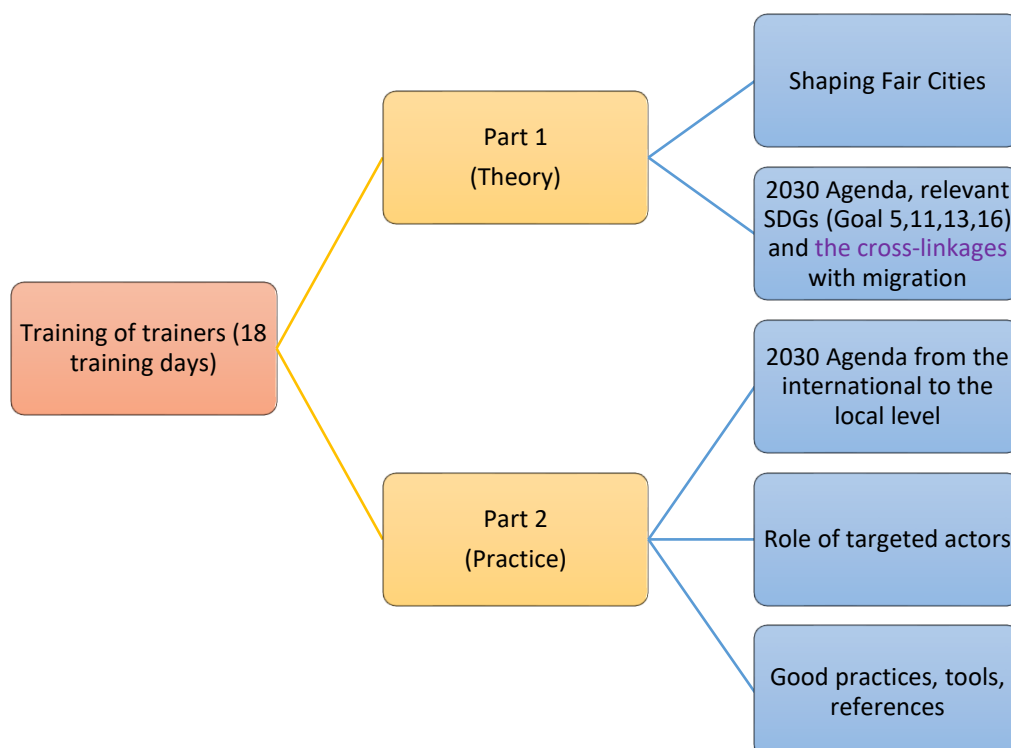 Training of trainers (18
training days)
Part 1
(Theory)
Shaping Fair Cities
2030 Agenda, relevant
SDGs (Goal 5,11,13,16)
and the cross-linkages
with migration
Part 2
(Practice)
2030 Agenda from the
international to the
local level
Role of targeted actors
Good practices, tools,
references